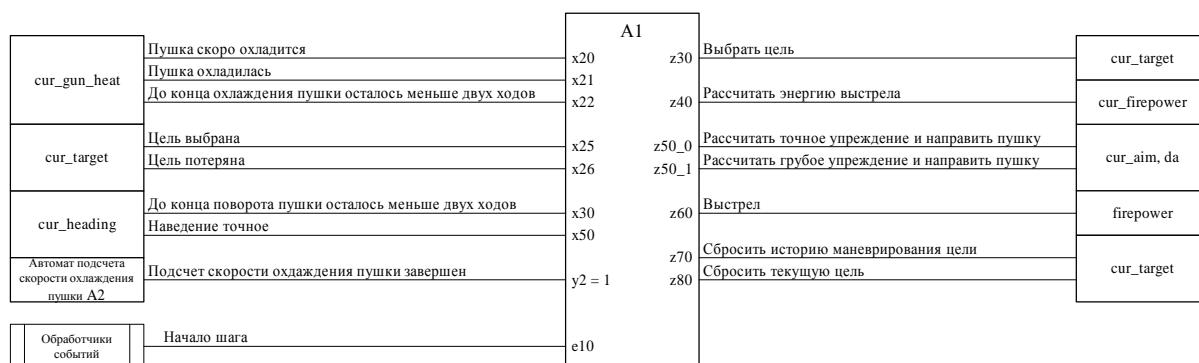 A1
cur_gun_heat
Пушка скоро охладится
x20
Пушка охладилась
x21
До конца охлаждения пушки осталось меньше двух ходов
x22
cur_target
Цель выбрана
x25
Цель потеряна
x26
cur_heading
До конца поворота пушки осталось меньше двух ходов
x30
Наведение точное
x50
Автомат подсчета
скорости охлаждения
пушки A2
Подсчет скорости охдаждения пушки завершен
y2 = 1
Обработчики
событий
Начало шага
e10
z30
Выбрать цель
cur_target
z40
Рассчитать энергию выстрела
cur_firepower
z50_0
Рассчитать точное упреждение и направить пушку
z50_1
Рассчитать грубое упреждение и направить пушку
cur_aim, da
z60
Выстрел
firepower
z70
Сбросить историю маневрирования цели
z80
Сбросить текущую цель
cur_target